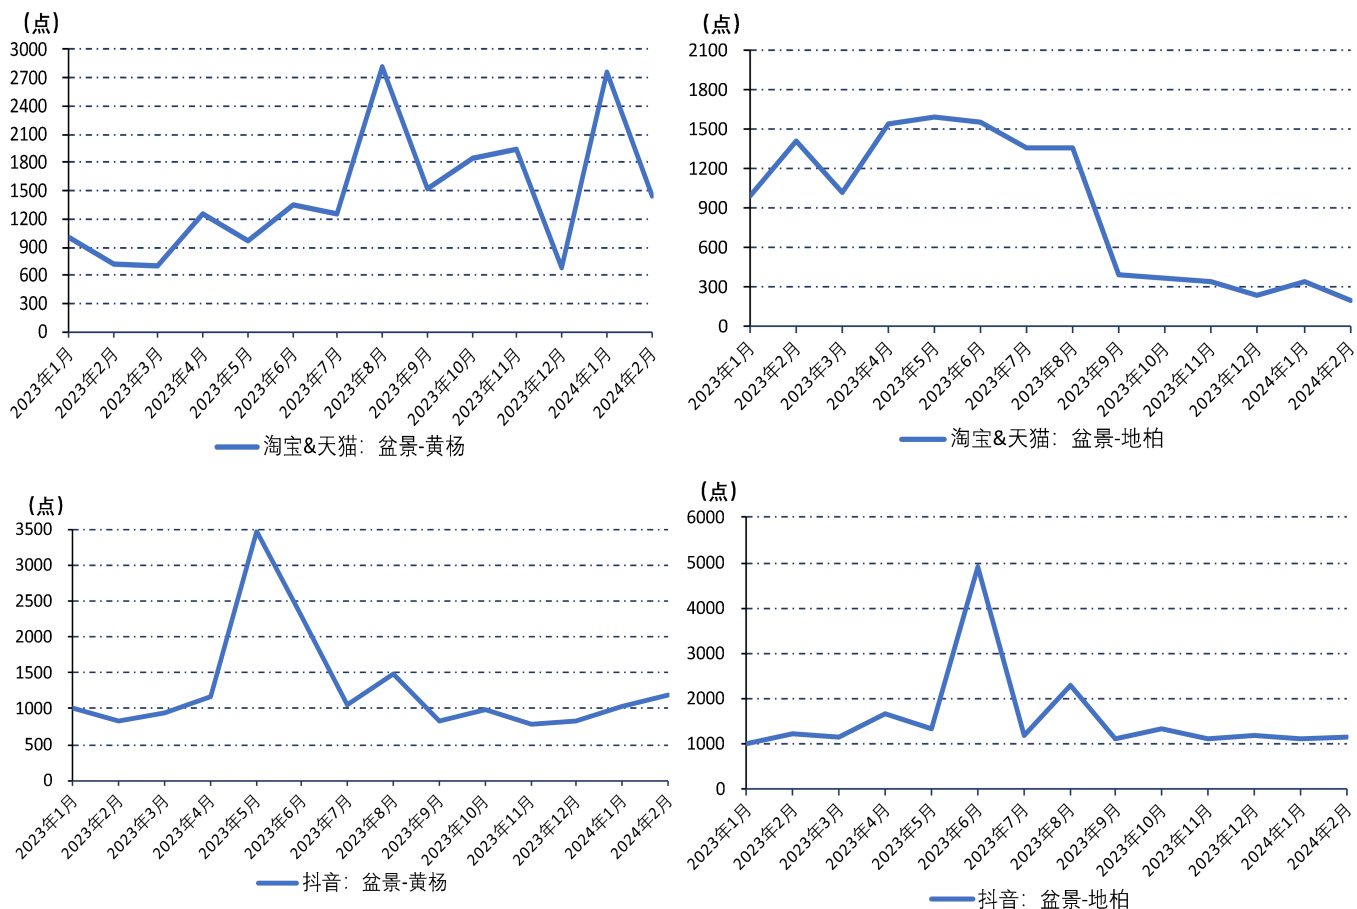 (点)
3000
2700
2400
2100
1800
1500
1200
900
600
300
0
2023年1月
2023年2月
2023年3月
2023年4月
2023年5月
2023年6月
2023年7月
2023年8月
2023年9月
2023年10月
2023年11月
2023年12月
2024年1月
2024年2月
淘宝&天猫：盆景-黄杨
(点)
2100
1800
1500
1200
900
600
300
0
2023年1月
2023年2月
2023年3月
2023年4月
2023年5月
2023年6月
2023年7月
2023年8月
2023年9月
2023年10月
2023年11月
2023年12月
2024年1月
2024年2月
淘宝&天猫：盆景-地柏
(点)
3500
3000
2500
2000
1500
1000
500
0
2023年1月
2023年2月
2023年3月
2023年4月
2023年5月
2023年6月
2023年7月
2023年8月
2023年9月
2023年10月
2023年11月
2023年12月
2024年1月
2024年2月
抖音：盆景-黄杨
(点)
6000
5000
4000
3000
2000
1000
0
2023年1月
2023年2月
2023年3月
2023年4月
2023年5月
2023年6月
2023年7月
2023年8月
2023年9月
2023年10月
2023年11月
2023年12月
2024年1月
2024年2月
抖音：盆景-地柏